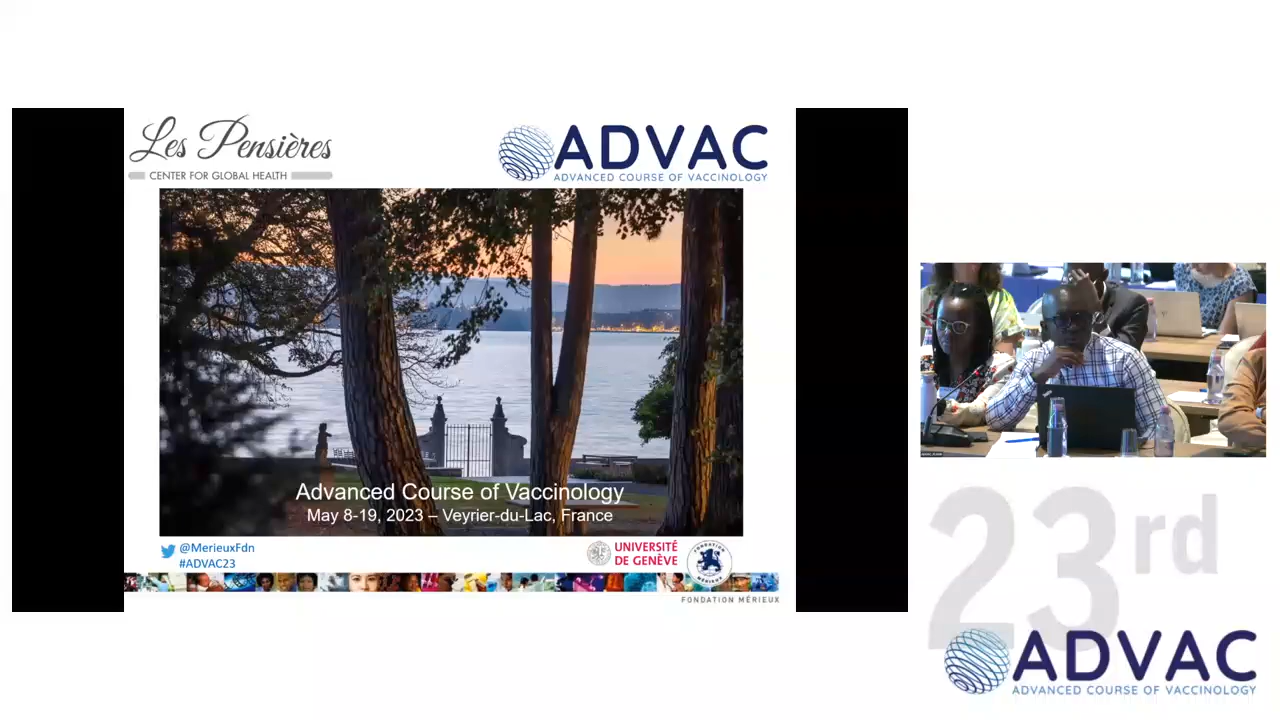 Les Pensières
CENTER FOR GLOBAL HEALTH
ADVAC
ADVANCED COURSE OF VACCINOLOGY
Advanced Course of Vaccinology
May 8-19, 2023 – Veyrier-du-Lac, France
@MerieuxFdn
#ADVAC23
UNIVERSITÉ
DE GENÈVE
FONDATION MÉRIEUX
23rd
ADVAC
ADVANCED COURSE OF VACCINOLOGY